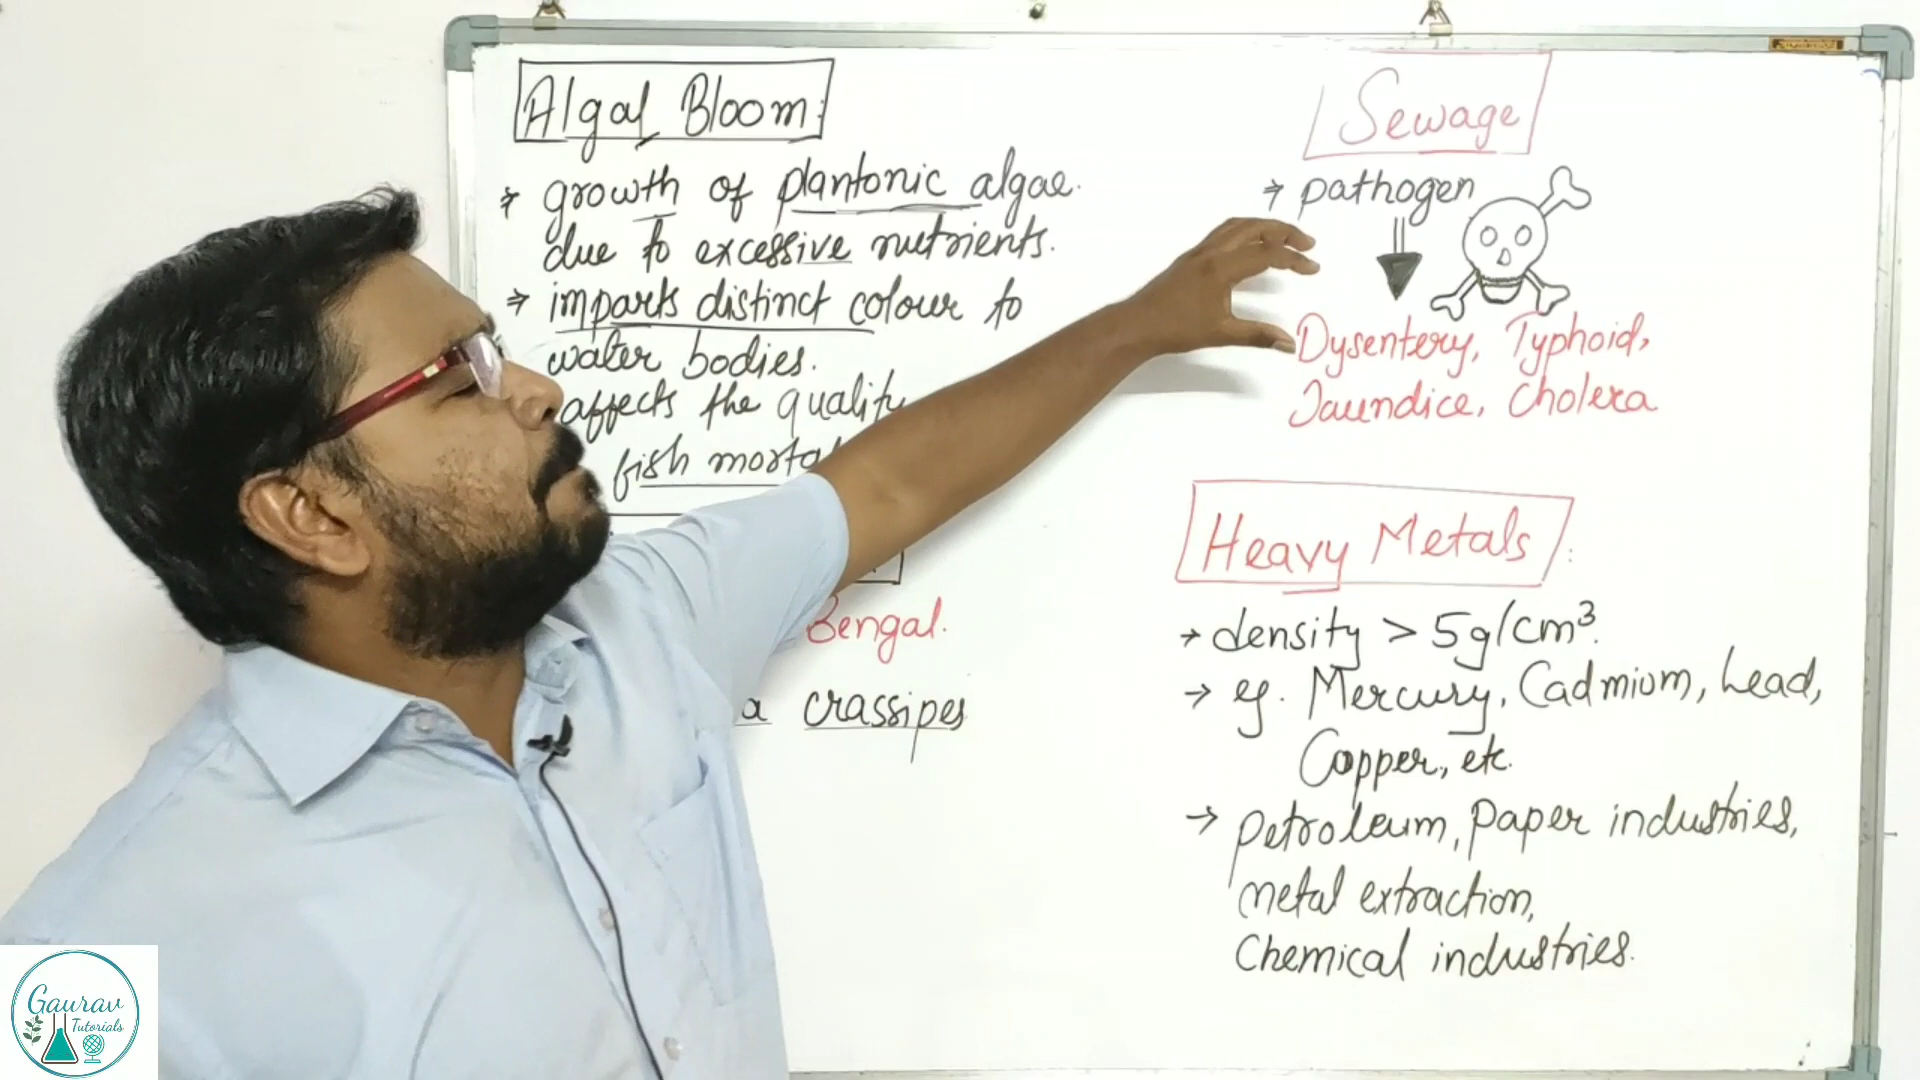 Algal Bloom:
→ growth of plantonic algae.
due to excessive nutrients.
→ imparts distinct colour to
water bodies.
affects the quality
fish
Bengal.
a crassipes
Sewage
→ pathogen
Dysentery, Typhoid,
Jaundice, Cholera
Heavy Metals :
→ density > 5g/cm³.
→ eg. Mercury, Cadmium, Lead,
Copper, etc.
→ petroleum, paper industries,
metal extraction,
Chemical industries.
Gaurav
Tutorials